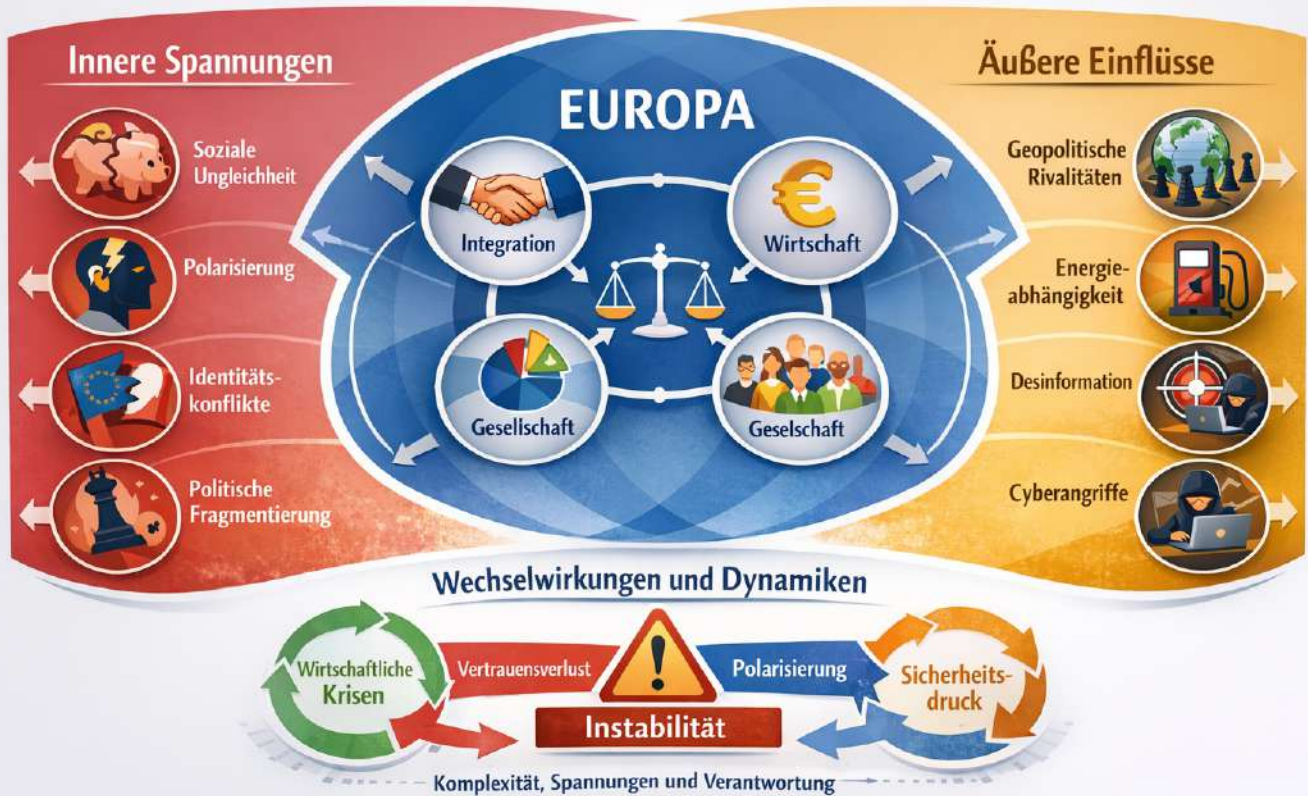 Innere Spannungen
Soziale
Ungleichheit
Polarisierung
Identitäts-
konflikte
Politische
Fragmentierung
EUROPA
Integration
Wirtschaft
Gesellschaft
Geselschaft
Äußere Einflüsse
Geopolitische
Rivalitäten
Energie-
abhängigkeit
Desinformation
Cyberangriffe
Wechselwirkungen und Dynamiken
Wirtschaftliche
Krisen
Vertrauensverlust
Polarisierung
Sicherheits-
druck
Instabilität
Komplexität, Spannungen und Verantwortung